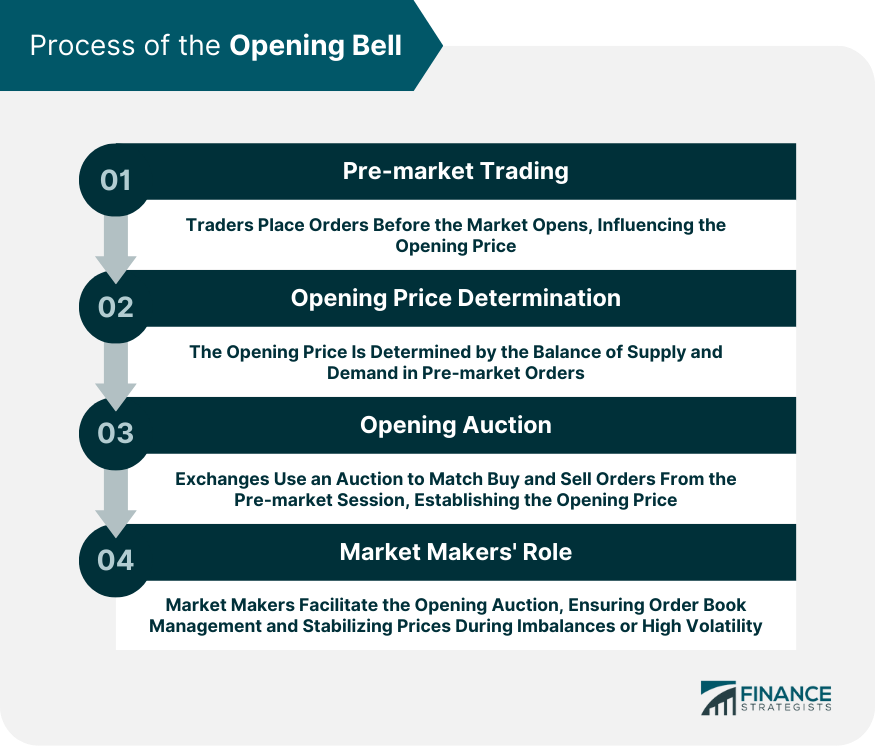 Process of the Opening Bell
01
Pre-market Trading
Traders Place Orders Before the Market Opens, Influencing the
Opening Price
02
Opening Price Determination
The Opening Price Is Determined by the Balance of Supply and
Demand in Pre-market Orders
03
Opening Auction
Exchanges Use an Auction to Match Buy and Sell Orders From the
Pre-market Session, Establishing the Opening Price
04
Market Makers' Role
Market Makers Facilitate the Opening Auction, Ensuring Order Book
Management and Stabilizing Prices During Imbalances or High Volatility
FINANCE
STRATEGISTS